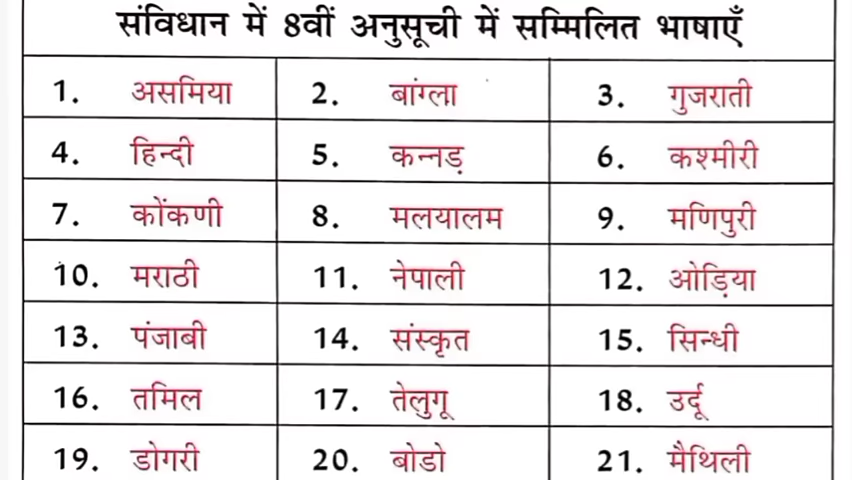 संविधान में 8वीं अनुसूची में सम्मिलित भाषाएँ
1. असमिया 2. बांग्ला 3. गुजराती
4. हिन्दी 5. कन्नड़ 6. कश्मीरी
7. कोंकणी 8. मलयालम 9. मणिपुरी
10. मराठी 11. नेपाली 12. ओड़िया
13. पंजाबी 14. संस्कृत 15. सिन्धी
16. तमिल 17. तेलुगू 18. उर्दू
19. डोगरी 20. बोडो 21. मैथिली